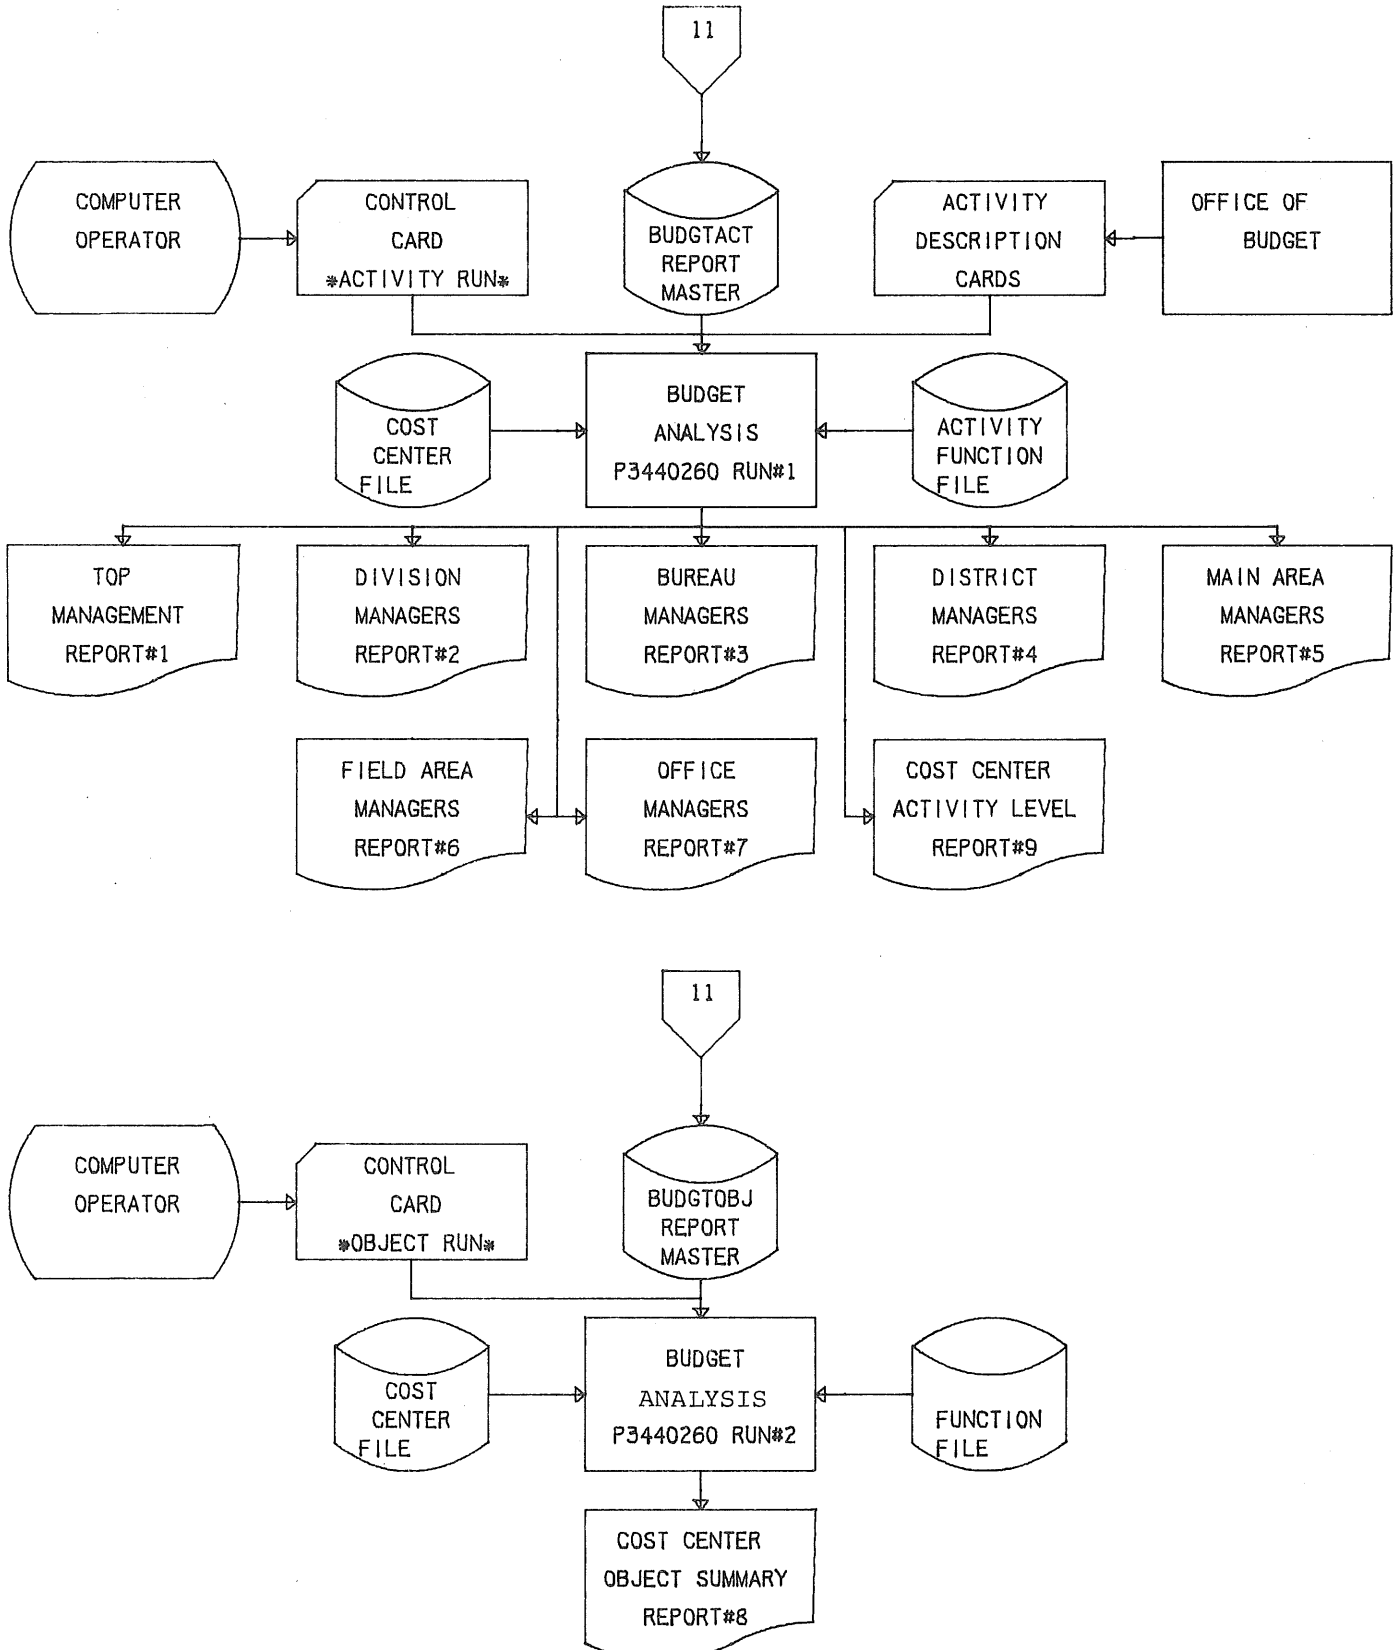 11
COMPUTER
OPERATOR
CONTROL
CARD
*ACTIVITY RUN*
BUDGTACT
REPORT
MASTER
ACTIVITY
DESCRIPTION
CARDS
OFFICE OF
BUDGET
COST
CENTER
FILE
BUDGET
ANALYSIS
P3440260 RUN#1
ACTIVITY
FUNCTION
FILE
TOP
MANAGEMENT
REPORT#1
DIVISION
MANAGERS
REPORT#2
BUREAU
MANAGERS
REPORT#3
DISTRICT
MANAGERS
REPORT#4
MAIN AREA
MANAGERS
REPORT#5
FIELD AREA
MANAGERS
REPORT#6
OFFICE
MANAGERS
REPORT#7
COST CENTER
ACTIVITY LEVEL
REPORT#9
11
COMPUTER
OPERATOR
CONTROL
CARD
*OBJECT RUN*
BUDGTOBJ
REPORT
MASTER
COST
CENTER
FILE
BUDGET
ANALYSIS
P3440260 RUN#2
FUNCTION
FILE
COST CENTER
OBJECT SUMMARY
REPORT#8